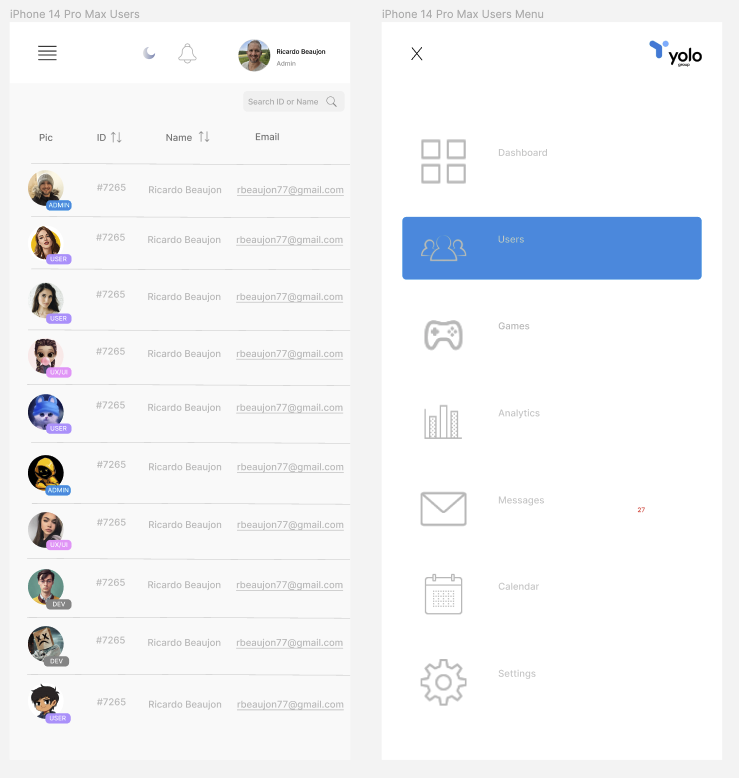 iPhone 14 Pro Max Users
Ricardo Beaujon
Admin
Search ID or Name
Pic ID Name Email
#7265 Ricardo Beaujon rbeaujon77@gmail.com
ADMIN
#7265 Ricardo Beaujon rbeaujon77@gmail.com
USER
#7265 Ricardo Beaujon rbeaujon77@gmail.com
USER
#7265 Ricardo Beaujon rbeaujon77@gmail.com
UX/UI
#7265 Ricardo Beaujon rbeaujon77@gmail.com
USER
#7265 Ricardo Beaujon rbeaujon77@gmail.com
ADMIN
#7265 Ricardo Beaujon rbeaujon77@gmail.com
UX/UI
#7265 Ricardo Beaujon rbeaujon77@gmail.com
DEV
#7265 Ricardo Beaujon rbeaujon77@gmail.com
DEV
#7265 Ricardo Beaujon rbeaujon77@gmail.com
USER
iPhone 14 Pro Max Users Menu
X
yolo
group
Dashboard
Users
Games
Analytics
Messages
27
Calendar
Settings